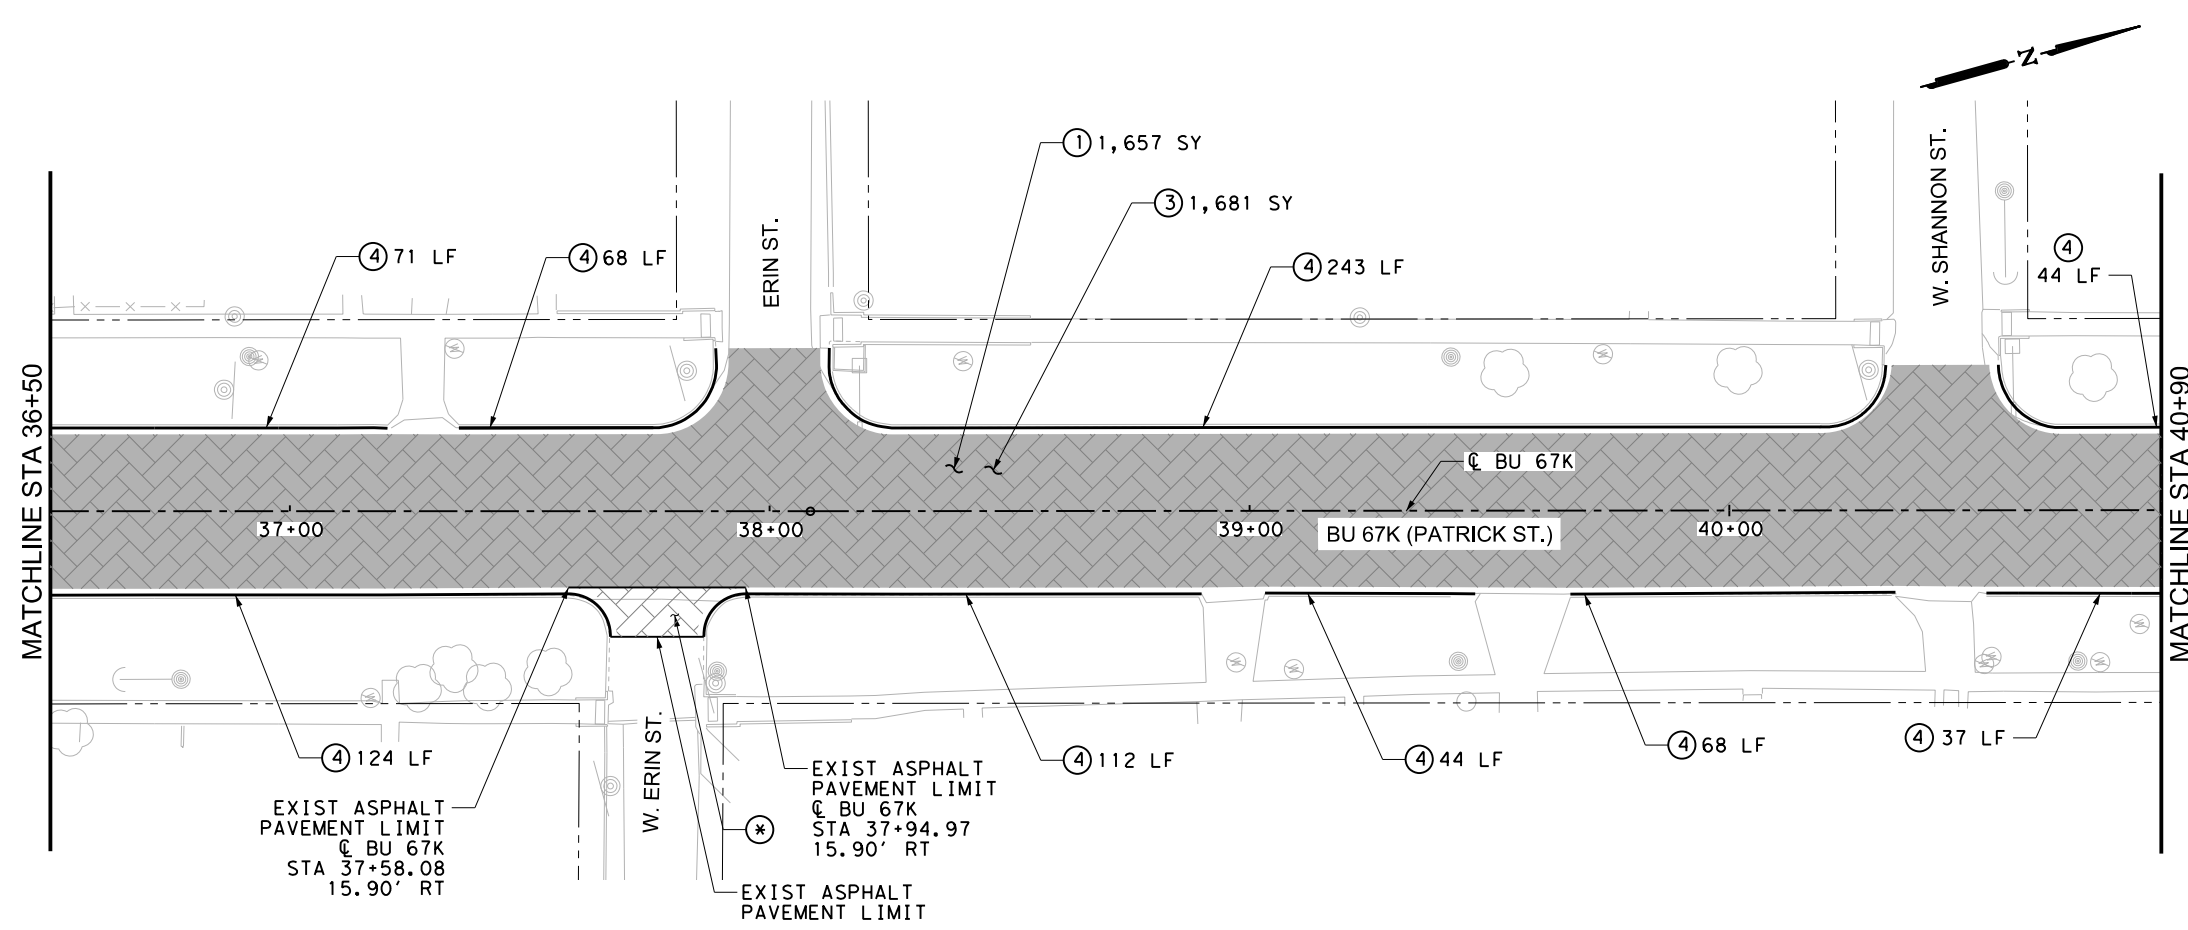 N
① 1,657 SY
③ 1,681 SY
④ 71 LF
④ 68 LF
ERIN ST.
④ 243 LF
W. SHANNON ST.
④
44 LF
MATCHLINE STA 36+50
MATCHLINE STA 40+90
℄ BU 67K
37+00
38+00
39+00
40+00
BU 67K (PATRICK ST.)
④ 124 LF
W. ERIN ST.
④ 112 LF
④ 44 LF
④ 68 LF
④ 37 LF
EXIST ASPHALT
PAVEMENT LIMIT
℄ BU 67K
STA 37+58.08
15.90' RT
EXIST ASPHALT
PAVEMENT LIMIT
℄ BU 67K
STA 37+94.97
15.90' RT
*
EXIST ASPHALT
PAVEMENT LIMIT